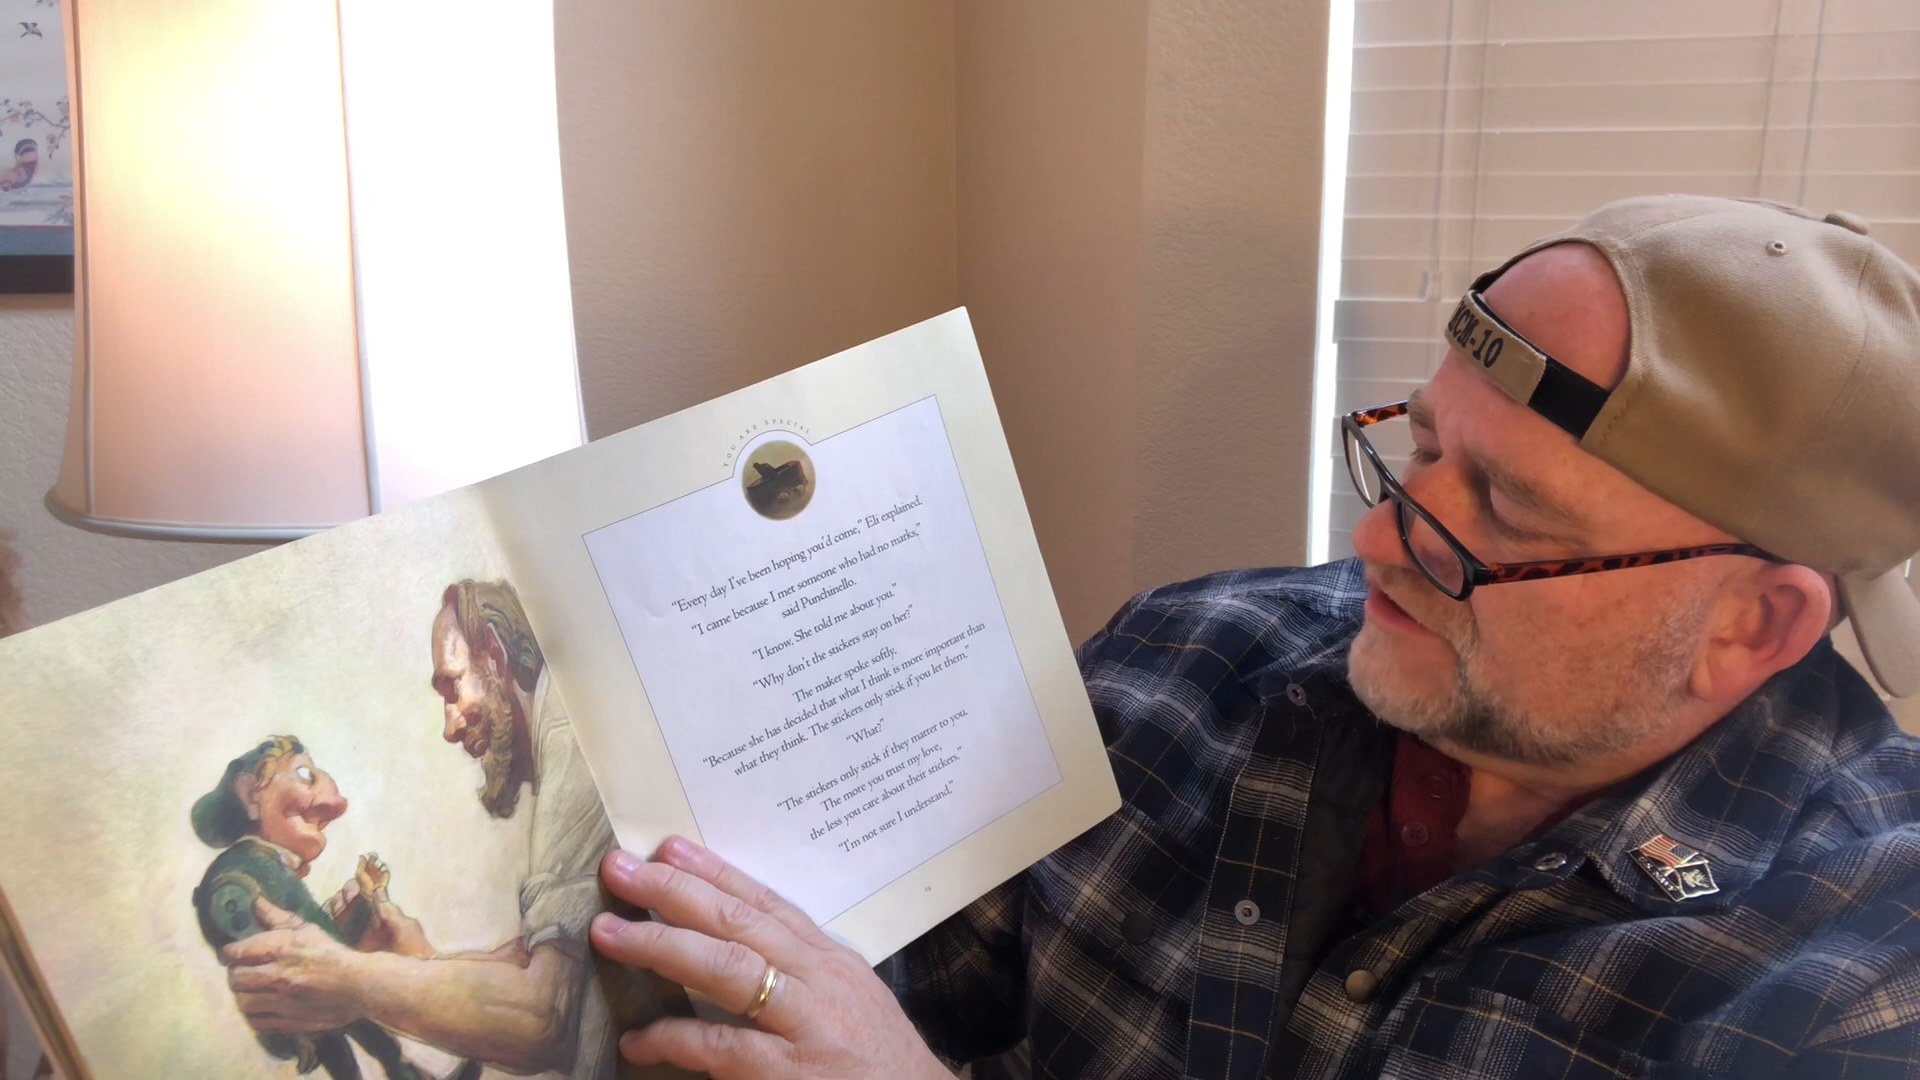 YOU ARE SPECIAL
“Every day I’ve been hoping you’d come,” Eli explained.
“I came because I met someone who had no marks,”
said Punchinello.
“I know. She told me about you.”
“Why don’t the stickers stay on her?”
The maker spoke softly.
“Because she has decided that what I think is more important than
what they think. The stickers only stick if you let them.”
“What?”
“The stickers only stick if they matter to you.
The more you trust my love,
the less you care about their stickers.”
“I’m not sure I understand.”